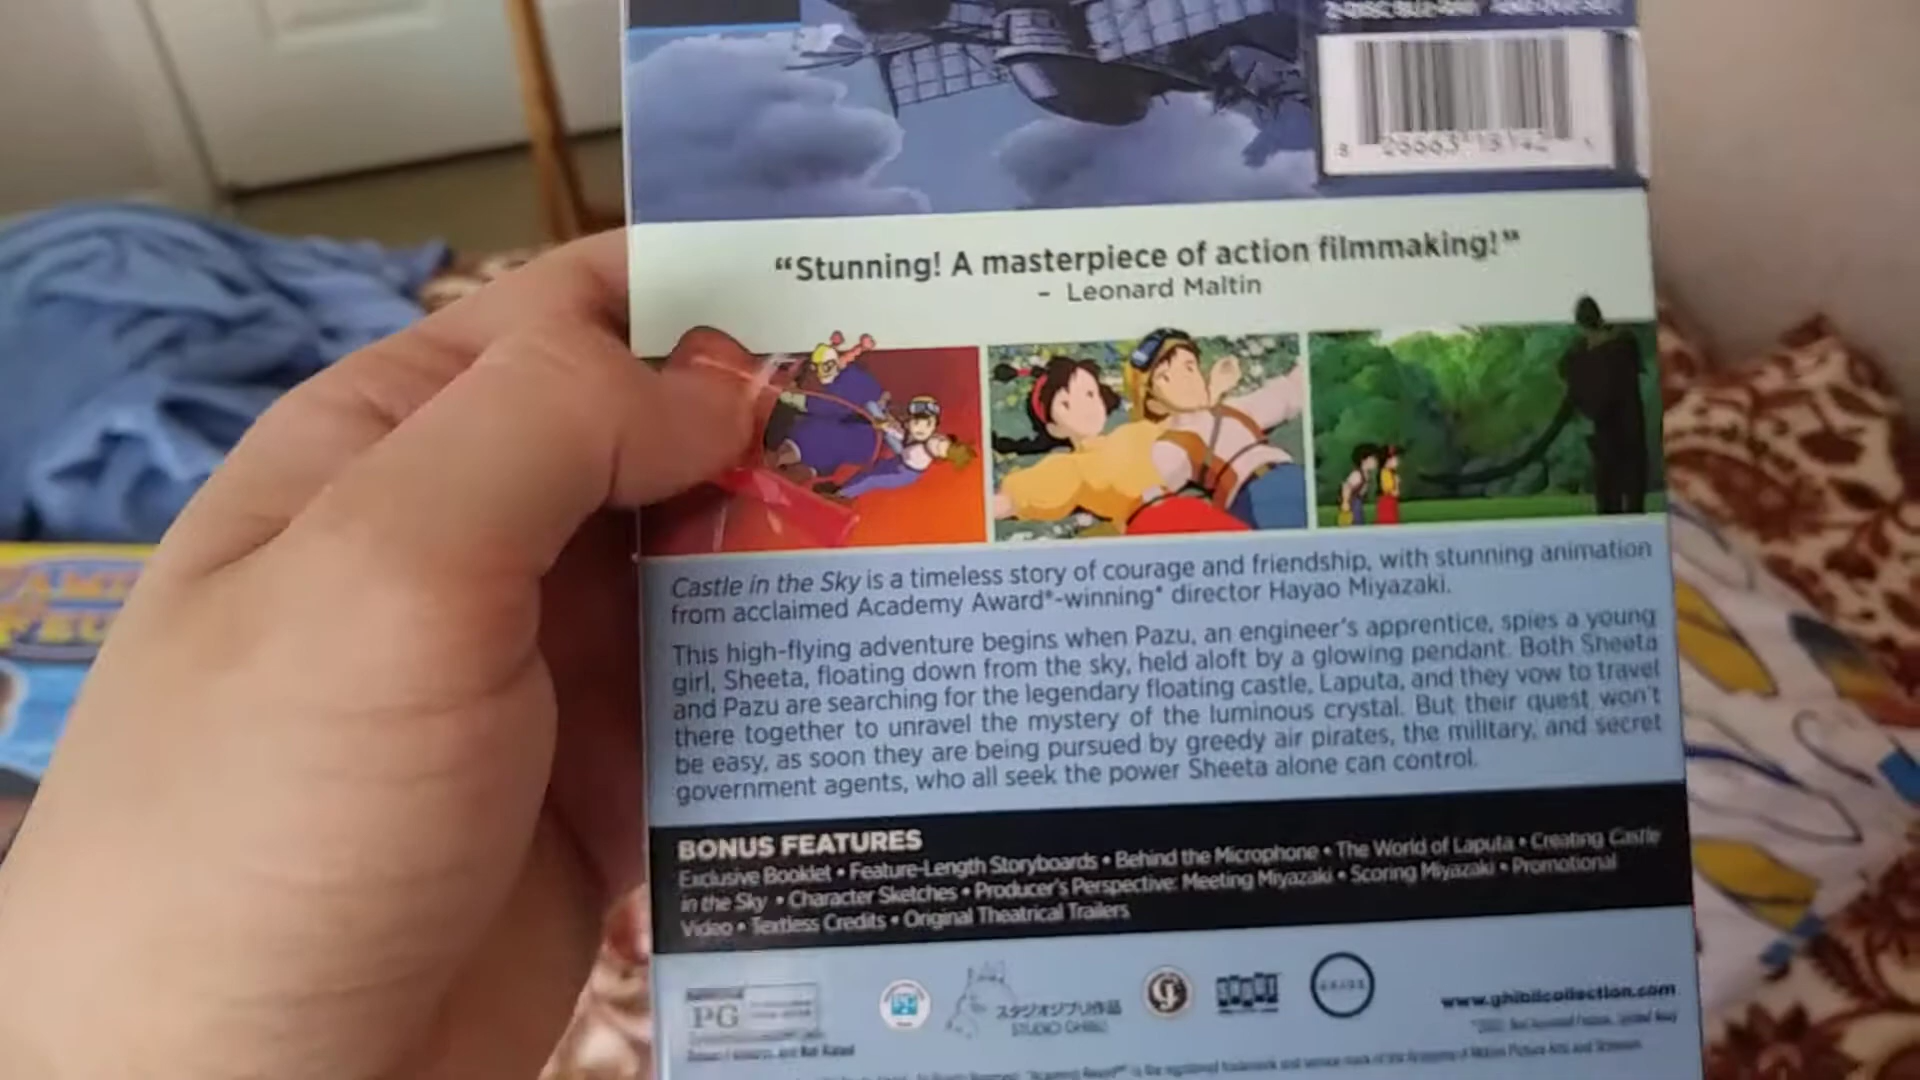 2-DISC BLU-RAY
"Stunning! A masterpiece of action filmmaking!"
– Leonard Maltin
Castle in the Sky is a timeless story of courage and friendship, with stunning animation
from acclaimed Academy Award®-winning* director Hayao Miyazaki.
This high-flying adventure begins when Pazu, an engineer's apprentice, spies a young
girl, Sheeta, floating down from the sky, held aloft by a glowing pendant. Both Sheeta
and Pazu are searching for the legendary floating castle, Laputa, and they vow to travel
there together to unravel the mystery of the luminous crystal. But their quest won't
be easy, as soon they are being pursued by greedy air pirates, the military, and secret
government agents, who all seek the power Sheeta alone can control.
BONUS FEATURES
Exclusive Booklet • Feature-Length Storyboards • Behind the Microphone • The World of Laputa • Creating Castle
in the Sky • Character Sketches • Producer's Perspective: Meeting Miyazaki • Scoring Miyazaki • Promotional
Video • Textless Credits • Original Theatrical Trailers
PG
スタジオジブリ作品
STUDIO GHIBLI
www.ghiblicollection.com